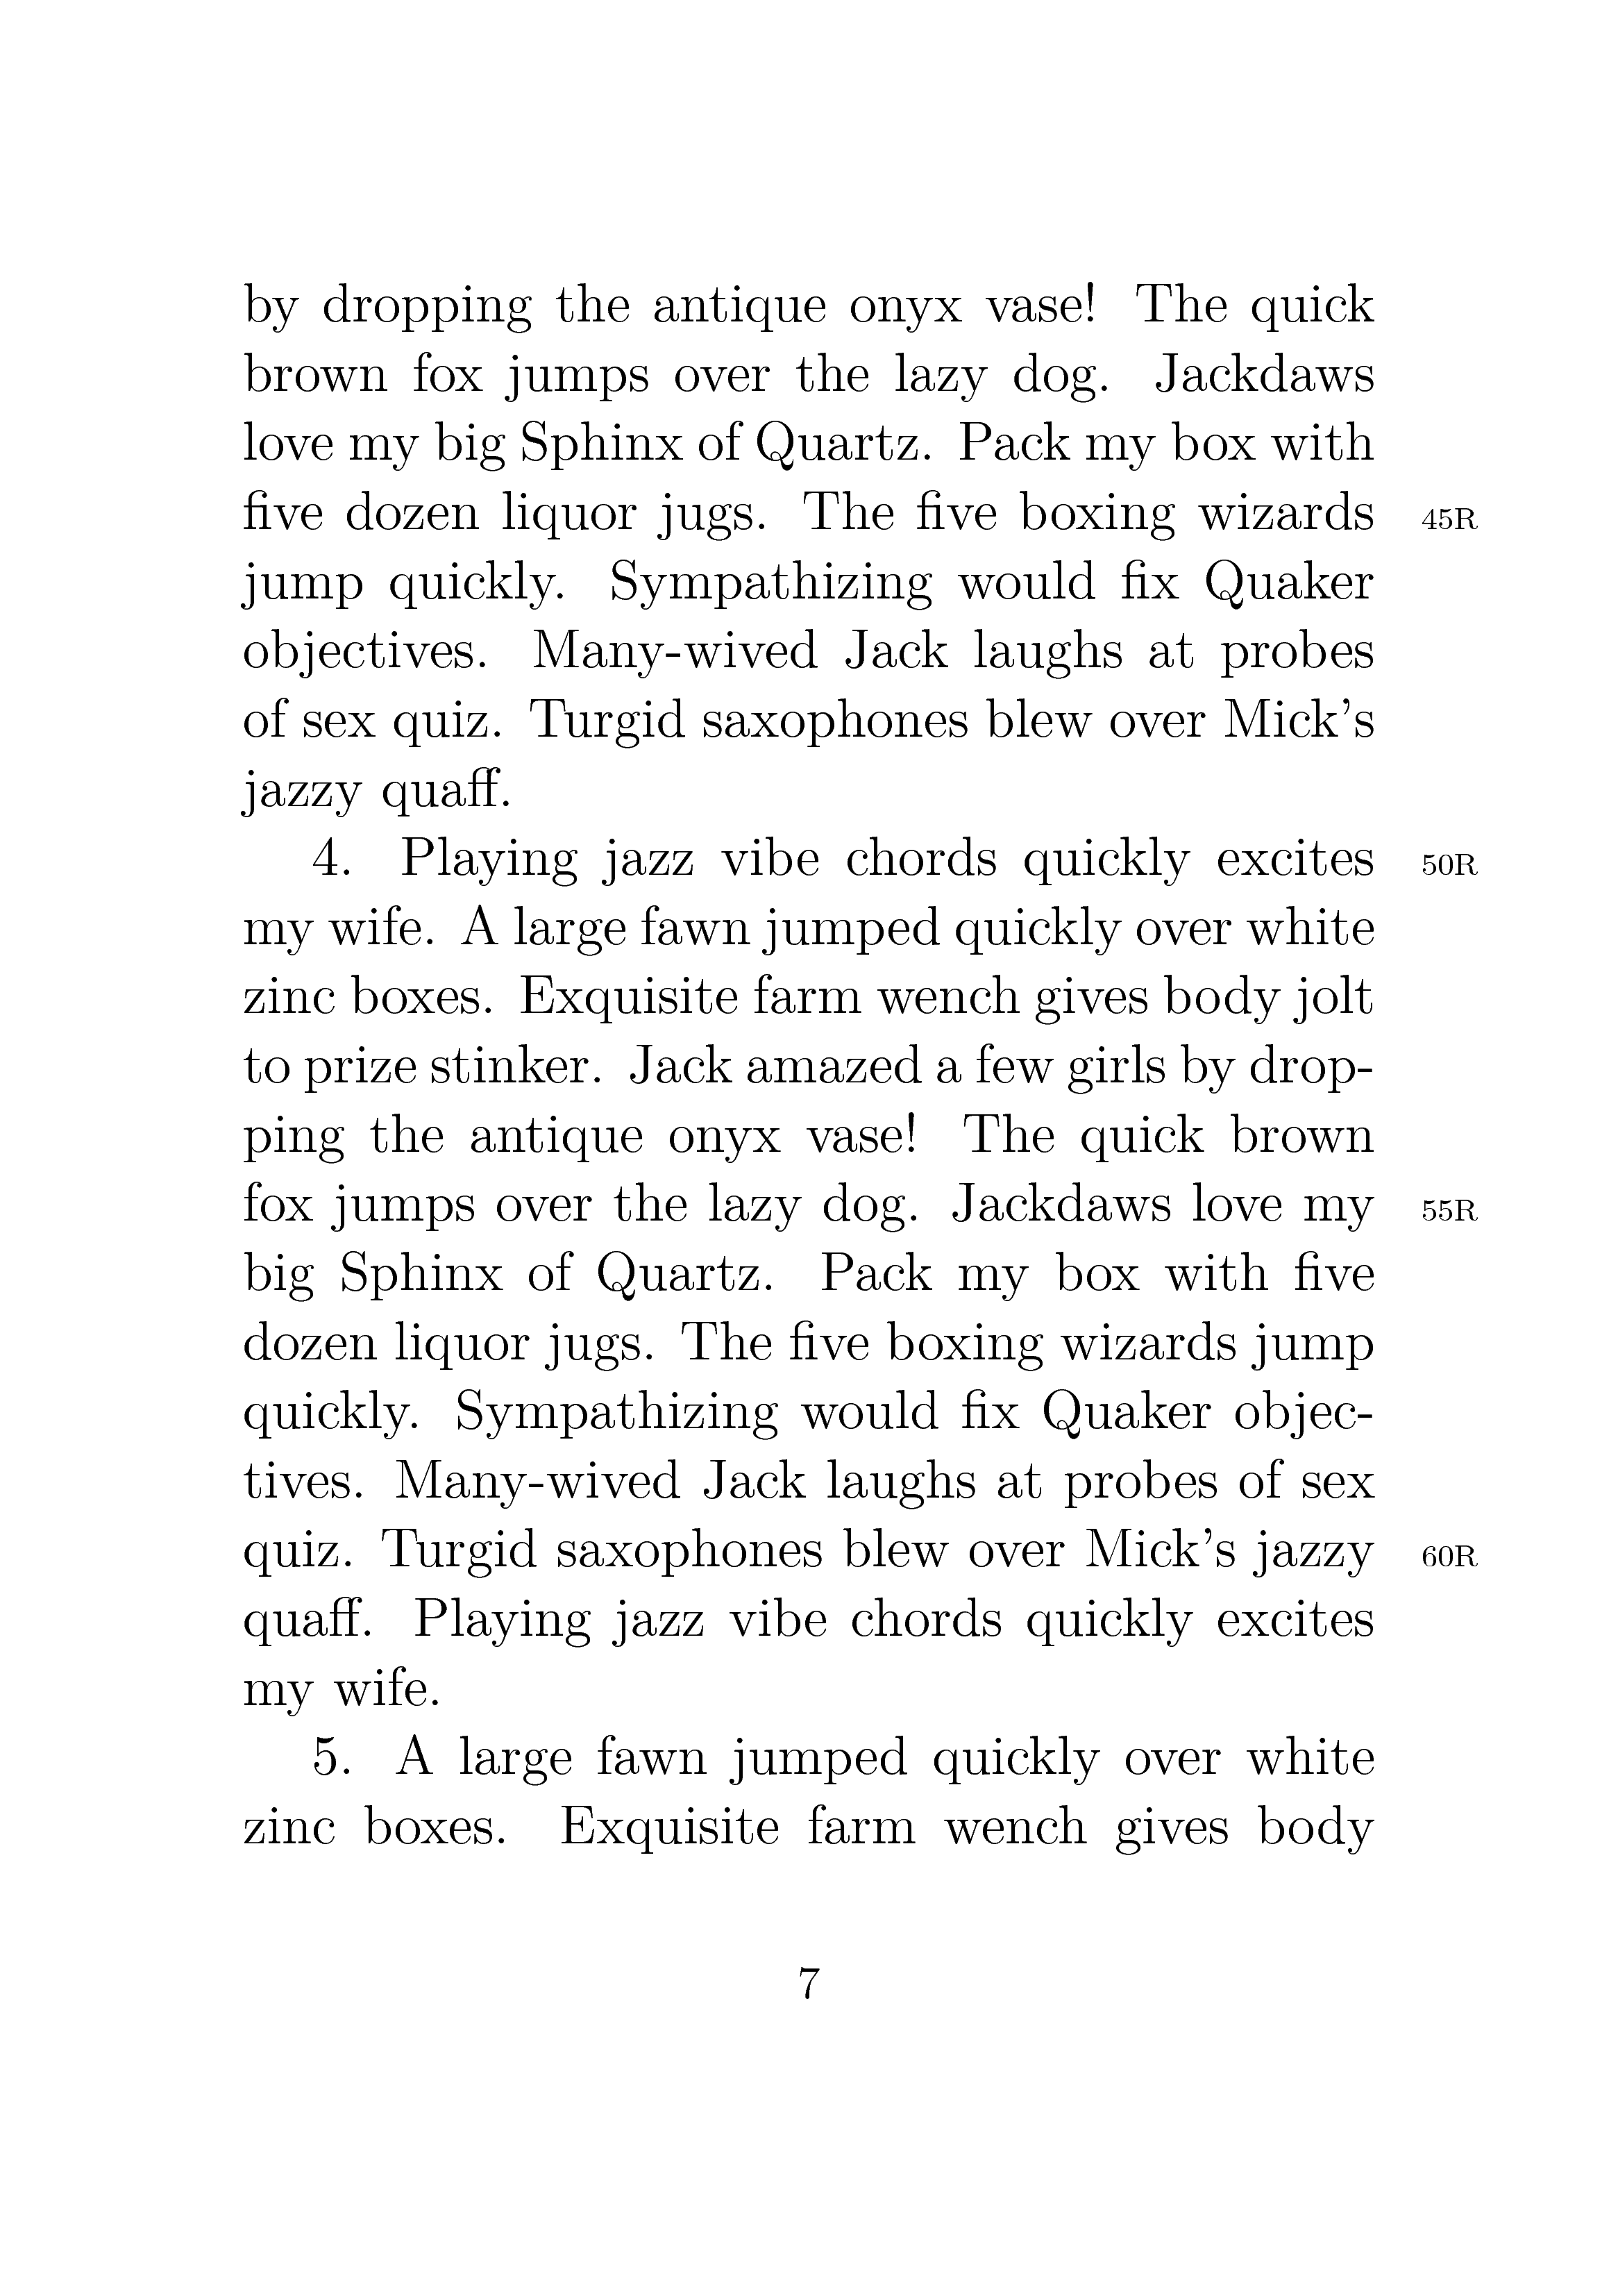 by dropping the antique onyx vase! The quick
brown fox jumps over the lazy dog. Jackdaws
love my big Sphinx of Quartz. Pack my box with
five dozen liquor jugs. The five boxing wizards 45R
jump quickly. Sympathizing would fix Quaker
objectives. Many-wived Jack laughs at probes
of sex quiz. Turgid saxophones blew over Mick's
jazzy quaff.
4. Playing jazz vibe chords quickly excites 50R
my wife. A large fawn jumped quickly over white
zinc boxes. Exquisite farm wench gives body jolt
to prize stinker. Jack amazed a few girls by drop-
ping the antique onyx vase! The quick brown
fox jumps over the lazy dog. Jackdaws love my 55R
big Sphinx of Quartz. Pack my box with five
dozen liquor jugs. The five boxing wizards jump
quickly. Sympathizing would fix Quaker objec-
tives. Many-wived Jack laughs at probes of sex
quiz. Turgid saxophones blew over Mick's jazzy 60R
quaff. Playing jazz vibe chords quickly excites
my wife.
5. A large fawn jumped quickly over white
zinc boxes. Exquisite farm wench gives body
7